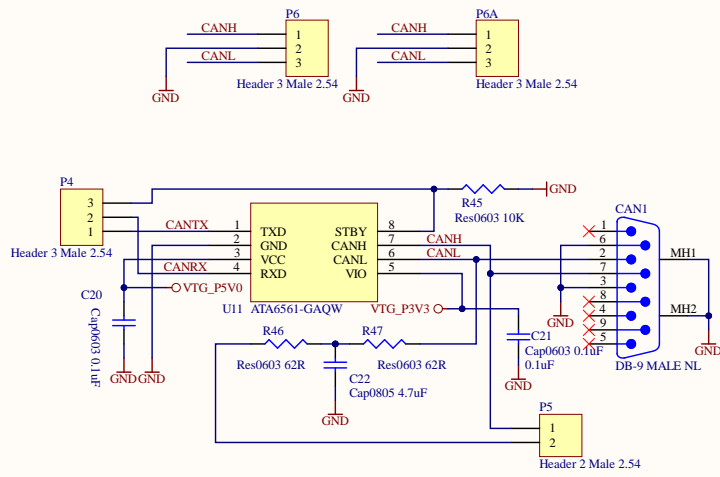 P6
CANH
1
2
CANL
3
Header 3 Male 2.54
GND
P6A
CANH
1
2
CANL
3
Header 3 Male 2.54
GND
P4
3
2
1
Header 3 Male 2.54
CANTX
CANRX
1
2
3
4
TXD
GND
VCC
RXD
STBY
CANH
CANL
VIO
8
7
6
5
CANH
CANL
U11 ATA6561-GAQW
R45
Res0603 10K
GND
VTG_P5V0
VTG_P3V3
C20
Cap0603 0.1uF
GND
GND
R46
Res0603 62R
R47
Res0603 62R
C22
Cap0805 4.7uF
GND
C21
Cap0603 0.1uF
0.1uF
GND
CAN1
1
6
2
7
3
8
4
9
5
MH1
MH2
GND
GND
DB-9 MALE NL
P5
1
2
Header 2 Male 2.54